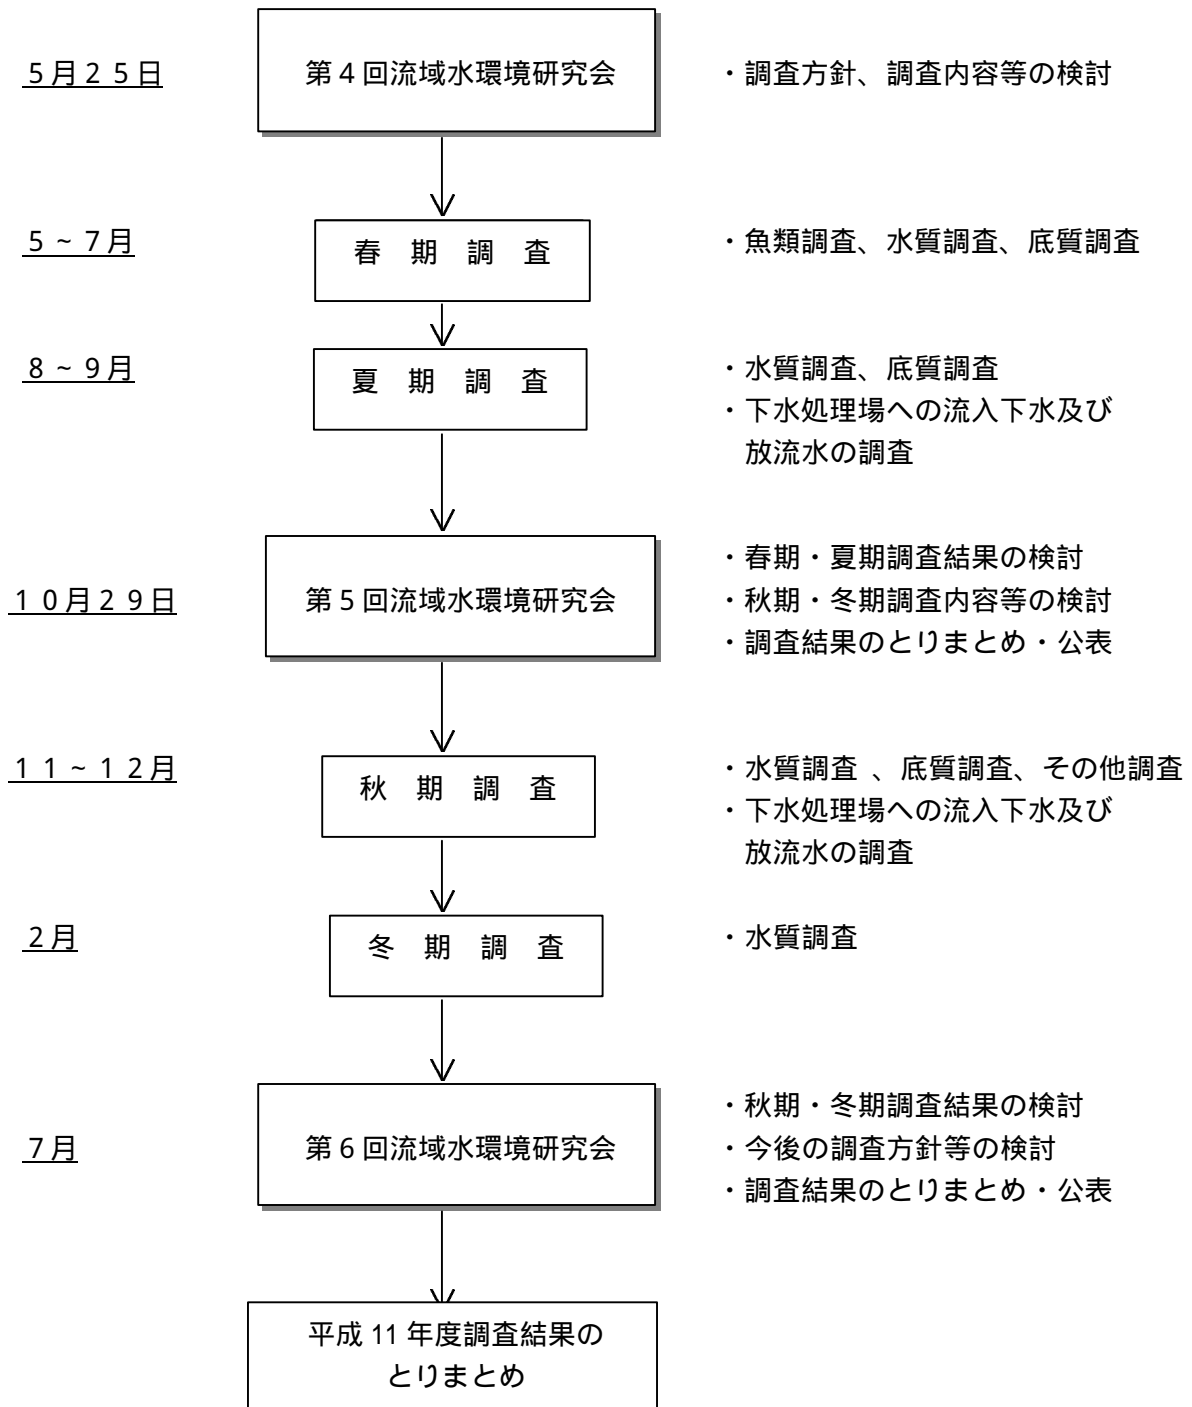 ５月２５日
第４回流域水環境研究会
・調査方針、調査内容等の検討
５～７月
春　期　調　査
・魚類調査、水質調査、底質調査
８～９月
夏　期　調　査
・水質調査、底質調査
・下水処理場への流入下水及び
放流水の調査
１０月２９日
第５回流域水環境研究会
・春期・夏期調査結果の検討
・秋期・冬期調査内容等の検討
・調査結果のとりまとめ・公表
１１～１２月
秋　期　調　査
・水質調査 、底質調査、その他調査
・下水処理場への流入下水及び
放流水の調査
２月
冬　期　調　査
・水質調査
７月
第６回流域水環境研究会
・秋期・冬期調査結果の検討
・今後の調査方針等の検討
・調査結果のとりまとめ・公表
平成 11 年度調査結果の
とりまとめ